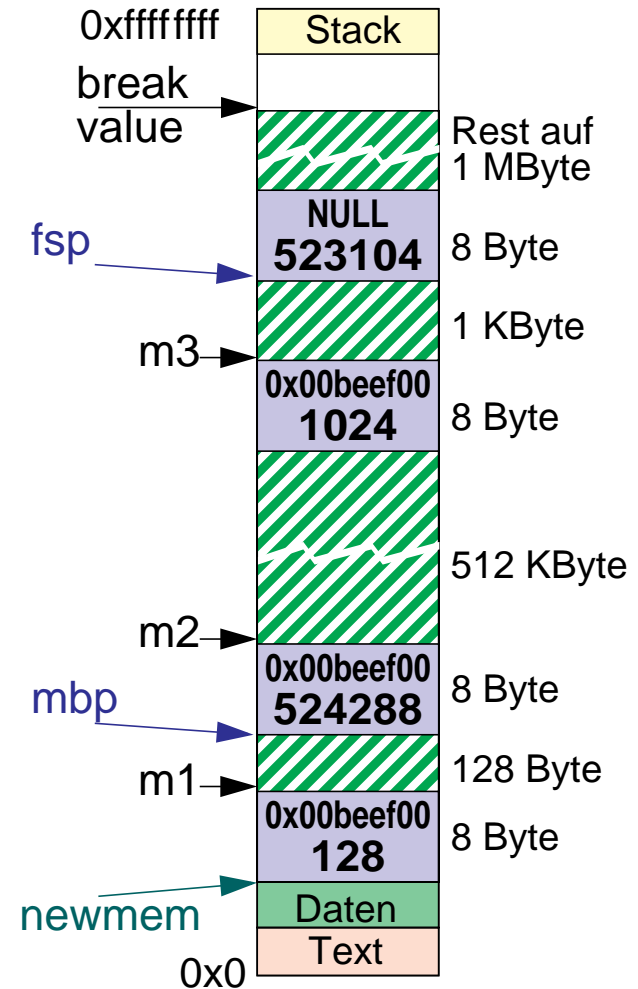 0xffffffff
Stack
break
value
Rest auf
1 MByte
NULL
523104
8 Byte
fsp
1 KByte
m3
0x00beef00
1024
8 Byte
512 KByte
m2
0x00beef00
524288
8 Byte
mbp
128 Byte
m1
0x00beef00
128
8 Byte
newmem
Daten
Text
0x0